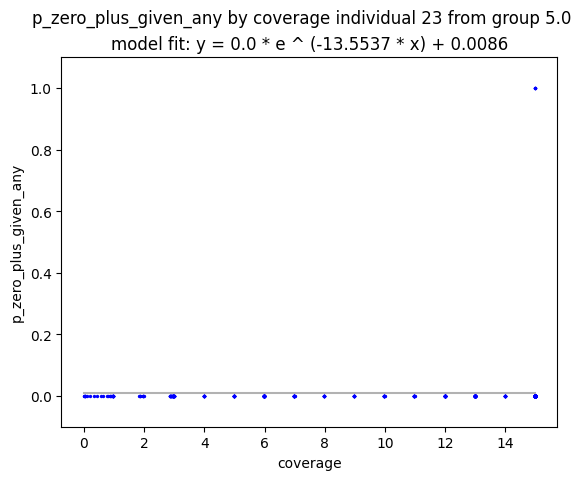 p_zero_plus_given_any by coverage individual 23 from group 5.0
model fit: y = 0.0 * e ^ (-13.5537 * x) + 0.0086
1.0
0.8
0.6
0.4
0.2
0.0
p_zero_plus_given_any
0 2 4 6 8 10 12 14
coverage